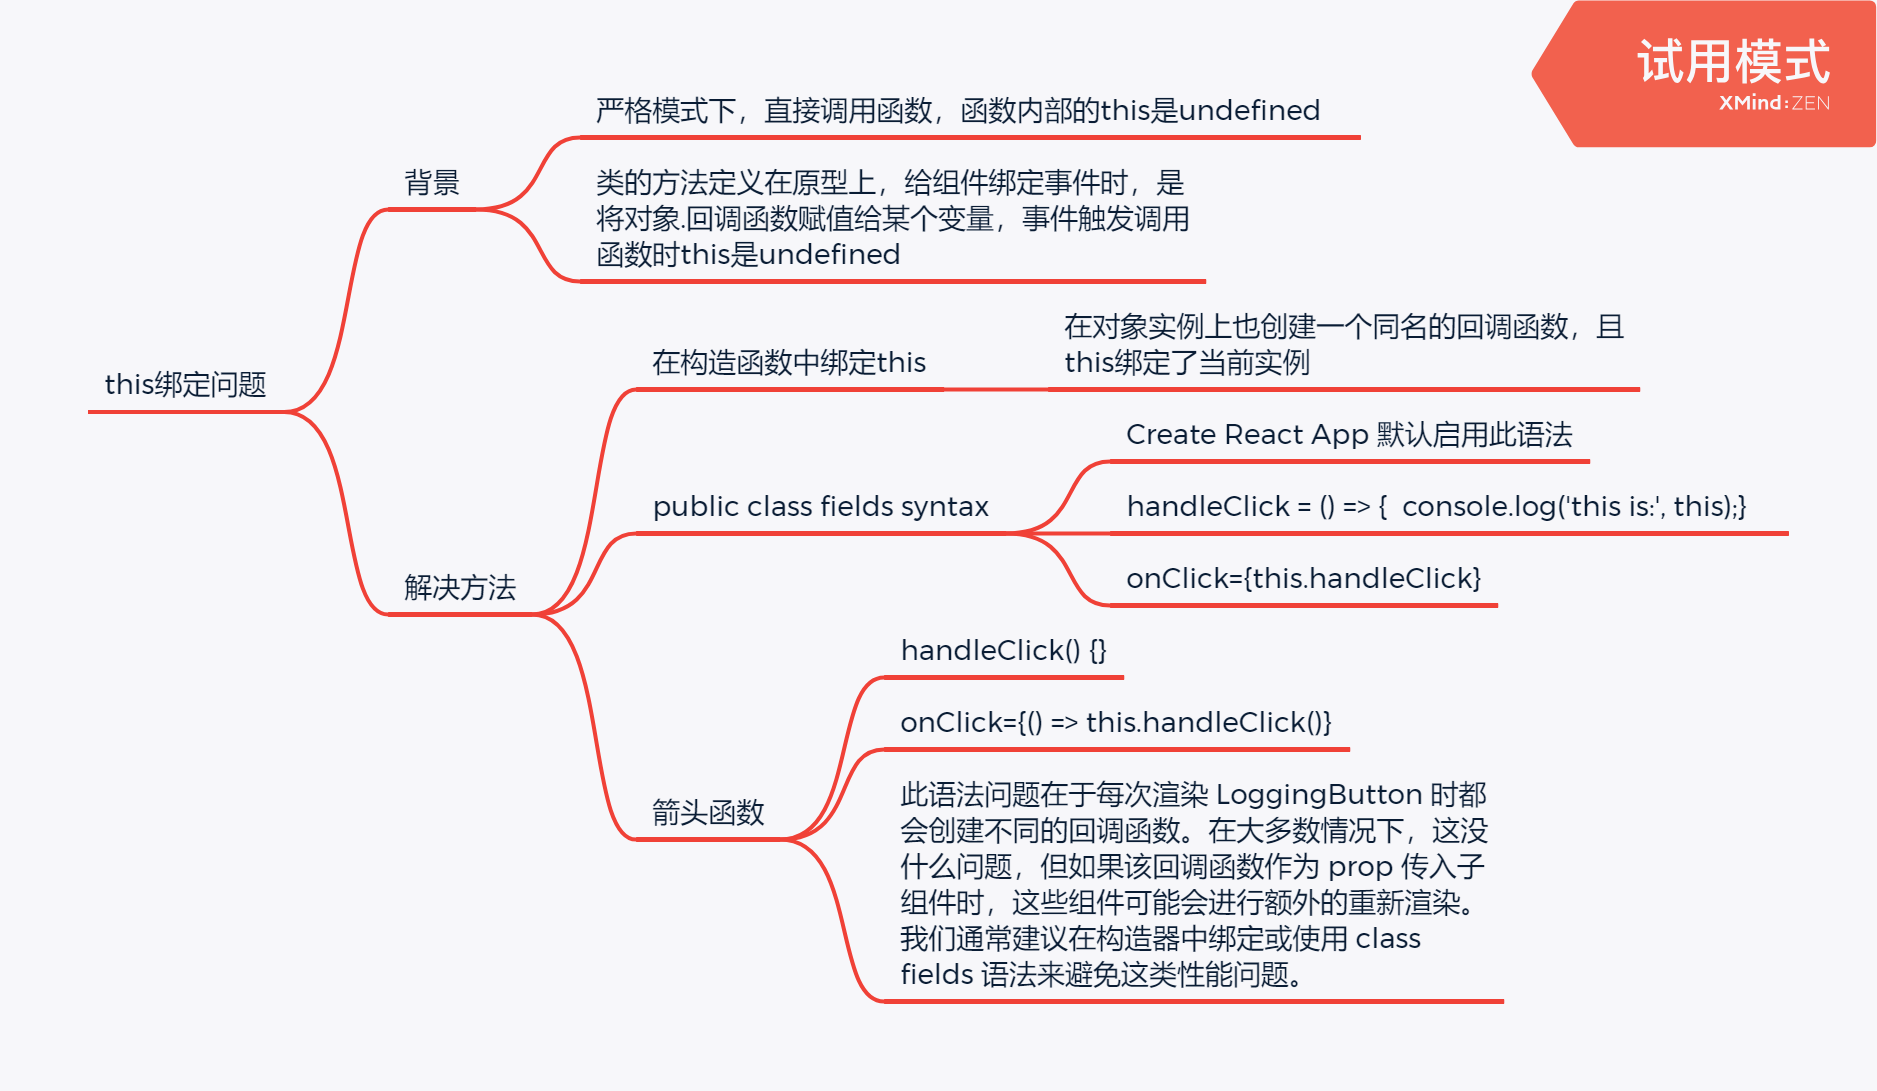 试用模式
XMind:ZEN
this绑定问题
背景
严格模式下，直接调用函数，函数内部的this是undefined
类的方法定义在原型上，给组件绑定事件时，是
将对象.回调函数赋值给某个变量，事件触发调用
函数时this是undefined
解决方法
在构造函数中绑定this
在对象实例上也创建一个同名的回调函数，且
this绑定了当前实例
public class fields syntax
Create React App 默认启用此语法
handleClick = () => {  console.log('this is:', this);}
onClick={this.handleClick}
箭头函数
handleClick() {}
onClick={() => this.handleClick()}
此语法问题在于每次渲染 LoggingButton 时都
会创建不同的回调函数。在大多数情况下，这没
什么问题，但如果该回调函数作为 prop 传入子
组件时，这些组件可能会进行额外的重新渲染。
我们通常建议在构造器中绑定或使用 class
fields 语法来避免这类性能问题。